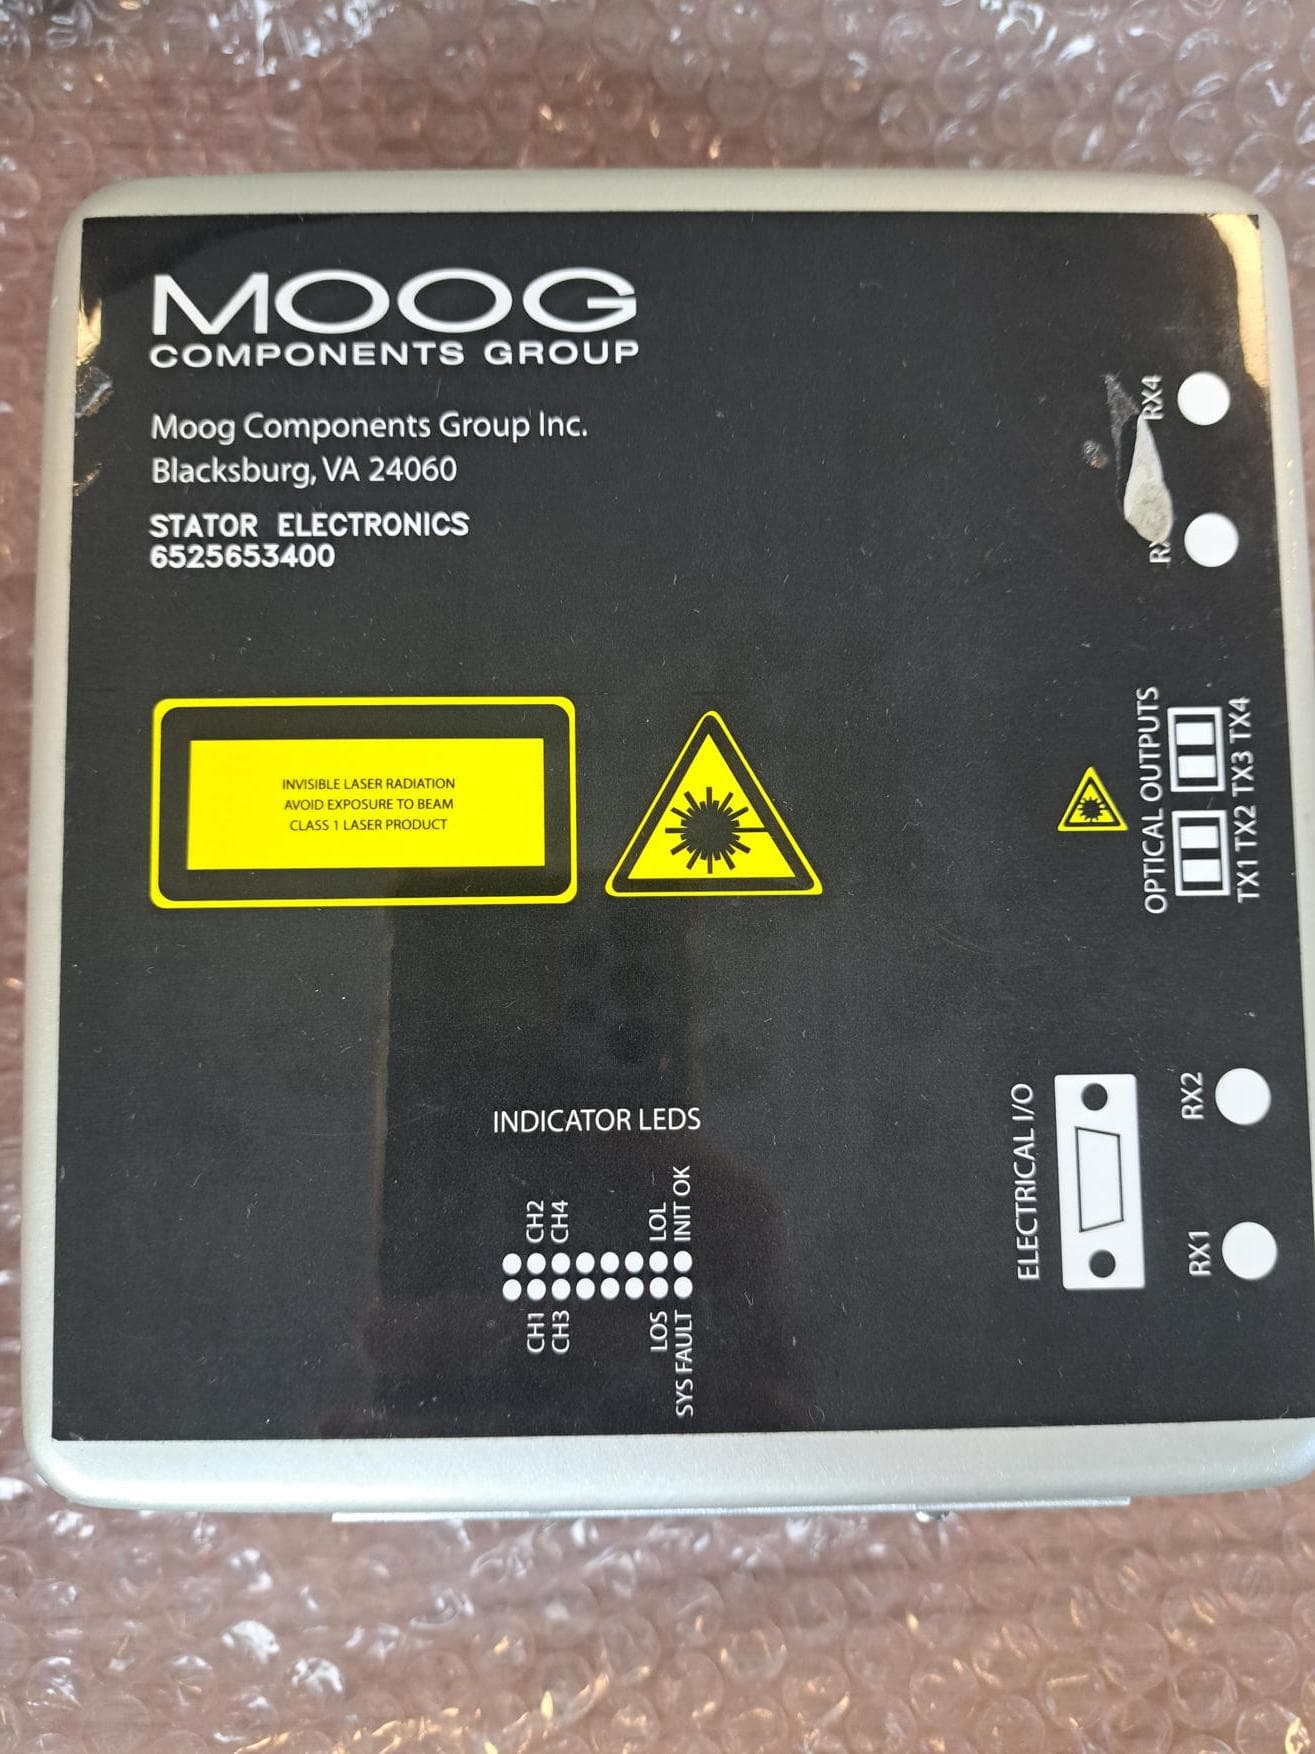 MOOG
COMPONENTS GROUP
Moog Components Group Inc.
Blacksburg, VA 24060
STATOR ELECTRONICS
6525653400
RX4
INVISIBLE LASER RADIATION
AVOID EXPOSURE TO BEAM
CLASS 1 LASER PRODUCT
OPTICAL OUTPUTS
TX1 TX2 TX3 TX4
INDICATOR LEDS
CH2
CH4
LOL
INIT OK
CH1
CH3
LOS
SYS FAULT
ELECTRICAL I/O
RX2
RX1